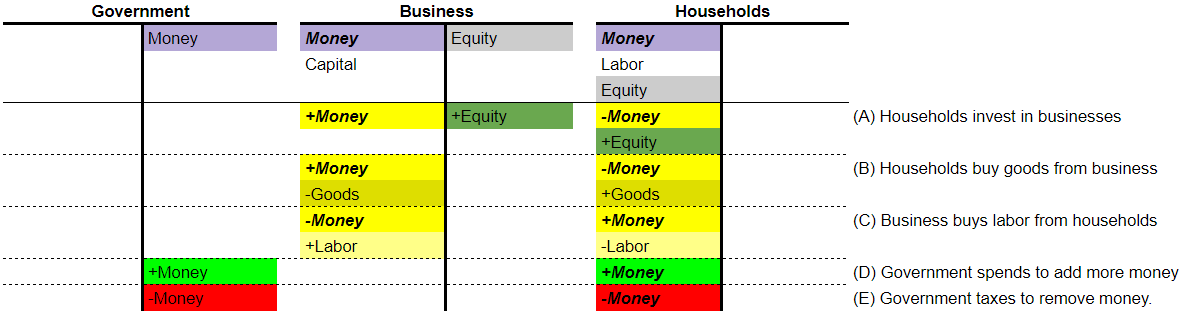 Government Business Households
Money Money Equity Money
Capital Labor
Equity
+Money +Equity -Money (A) Households invest in businesses
+Equity
+Money -Money (B) Households buy goods from business
-Goods +Goods
-Money +Money (C) Business buys labor from households
+Labor -Labor
+Money +Money (D) Government spends to add more money
-Money -Money (E) Government taxes to remove money.